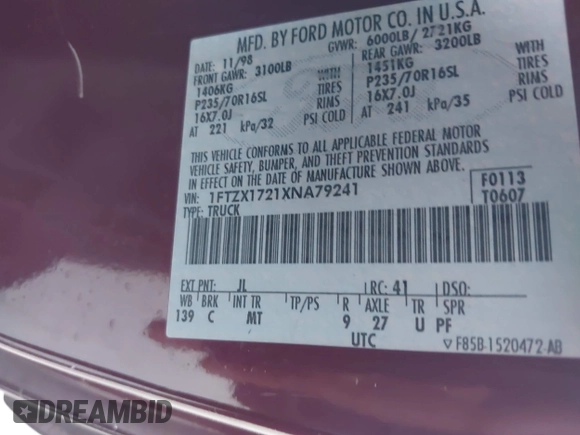 MFD. BY FORD MOTOR CO. IN U.S.A.
DATE: 11/98 GVWR: 6000LB/ 2721KG
FRONT GAWR: 3100LB REAR GAWR: 3200LB
1406KG WITH 1451KG WITH
P235/70R16SL TIRES P235/70R16SL TIRES
16X7.0J RIMS 16X7.0J RIMS
AT 221 kPa/32 PSI COLD AT 241 kPa/35 PSI COLD
THIS VEHICLE CONFORMS TO ALL APPLICABLE FEDERAL MOTOR
VEHICLE SAFETY, BUMPER, AND THEFT PREVENTION STANDARDS
IN EFFECT ON THE DATE OF MANUFACTURE SHOWN ABOVE.
VIN: 1FTZX1721XNA79241 F0113
TYPE: TRUCK T0607
EXT PNT: JL RC: 41 DSO:
WB BRK INT TR TP/PS R AXLE TR SPR
139 C MT 9 27 U PF
UTC
▽ F85B-1520472-AB
DREAMBID